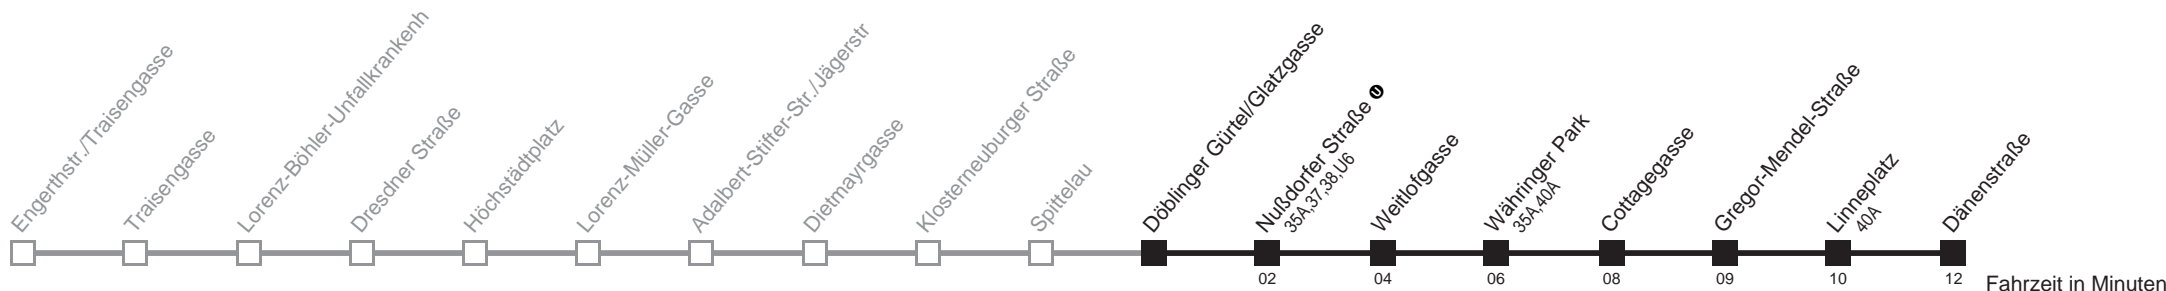 Engerthstr./Traisengasse
Traisengasse
Lorenz-Böhler-Unfallkrankenh
Dresdner Straße
Höchstädtplatz
Lorenz-Müller-Gasse
Adalbert-Stifter-Str./Jägerstr
Dietmayrgasse
Klosterneuburger Straße
Spittelau
Döblinger Gürtel/Glatzgasse
Nußdorfer Straße U
35A,37,38,U6
Weitlofgasse
Währinger Park
35A,40A
Cottagegasse
Gregor-Mendel-Straße
Linneplatz
40A
Dänenstraße
02 04 06 08 09 10 12 Fahrzeit in Minuten